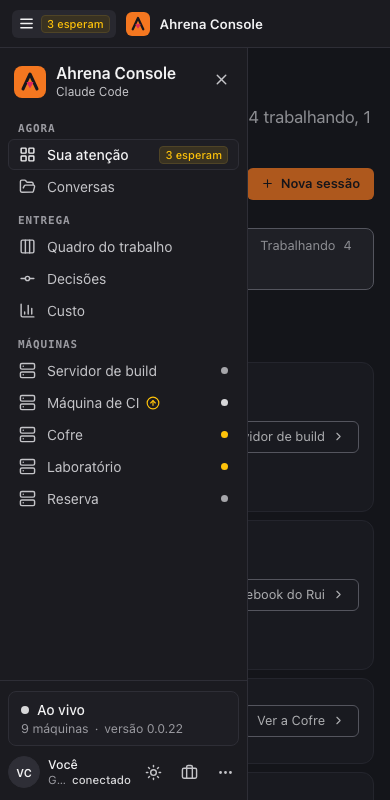 3 esperam
Ahrena Console
Ahrena Console
Claude Code
AGORA
Sua atenção
3 esperam
Conversas
ENTREGA
Quadro do trabalho
Decisões
Custo
MÁQUINAS
Servidor de build
Máquina de CI
Cofre
Laboratório
Reserva
Ao vivo
9 máquinas · versão 0.0.22
VC
Você
G... conectado
4 trabalhando, 1
+ Nova sessão
Trabalhando 4
vidor de build
ebook do Rui
Ver a Cofre